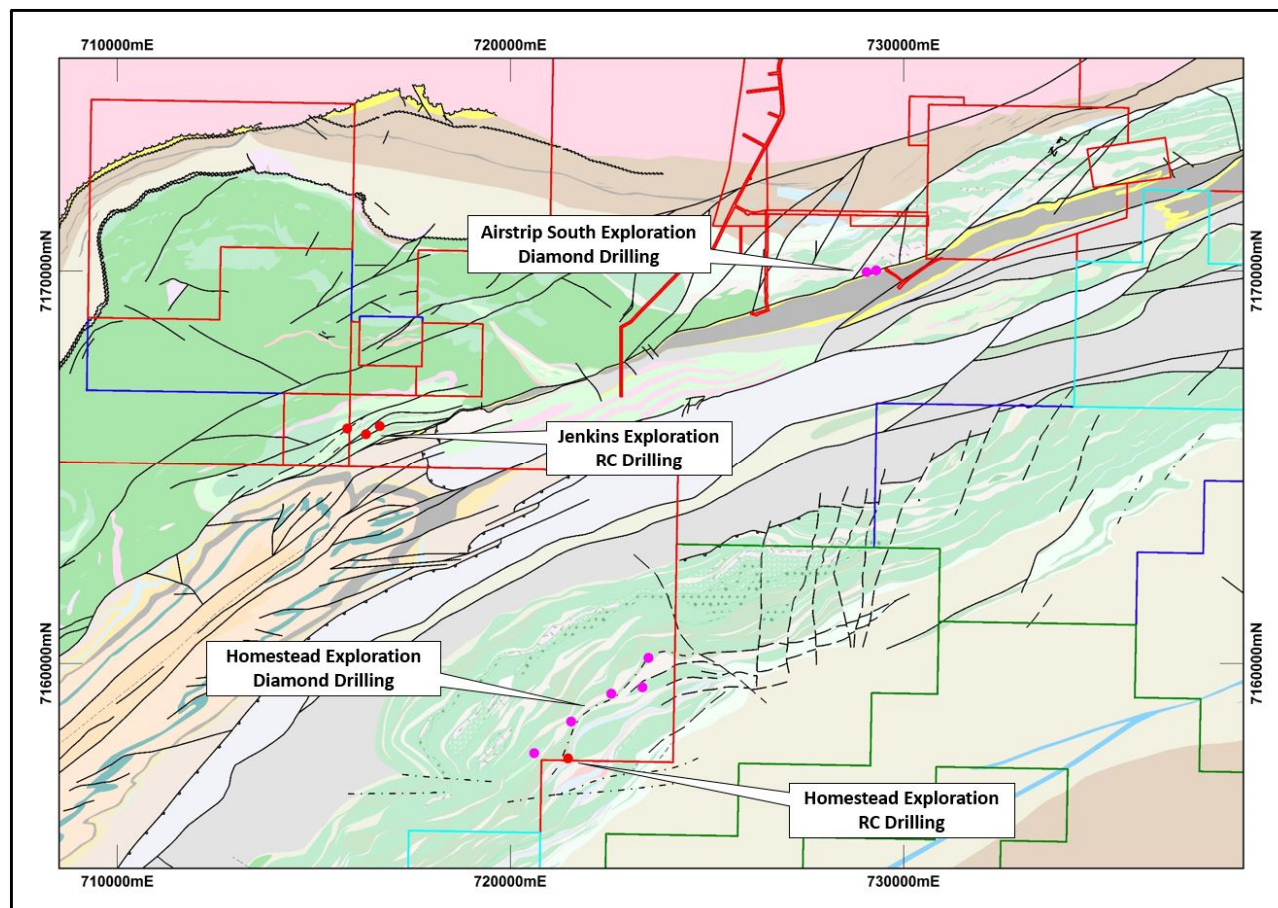 710000mE
720000mE
730000mE
Airstrip South Exploration
Diamond Drilling
7170000mN
7170000mN
Jenkins Exploration
RC Drilling
Homestead Exploration
Diamond Drilling
7160000mN
7160000mN
Homestead Exploration
RC Drilling
710000mE
720000mE
730000mE